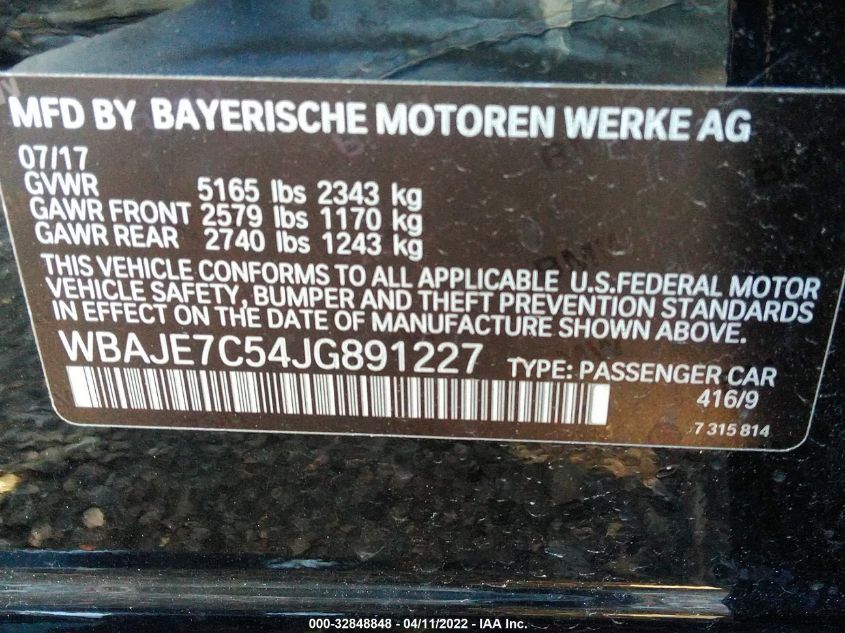 MFD BY BAYERISCHE MOTOREN WERKE AG
07/17
GVWR 5165 lbs 2343 kg
GAWR FRONT 2579 lbs 1170 kg
GAWR REAR 2740 lbs 1243 kg
THIS VEHICLE CONFORMS TO ALL APPLICABLE U.S.FEDERAL MOTOR
VEHICLE SAFETY, BUMPER AND THEFT PREVENTION STANDARDS
IN EFFECT ON THE DATE OF MANUFACTURE SHOWN ABOVE.
WBAJE7C54JG891227 TYPE: PASSENGER CAR
416/9
7 315 814
000-32848848 - 04/11/2022 - IAA Inc.